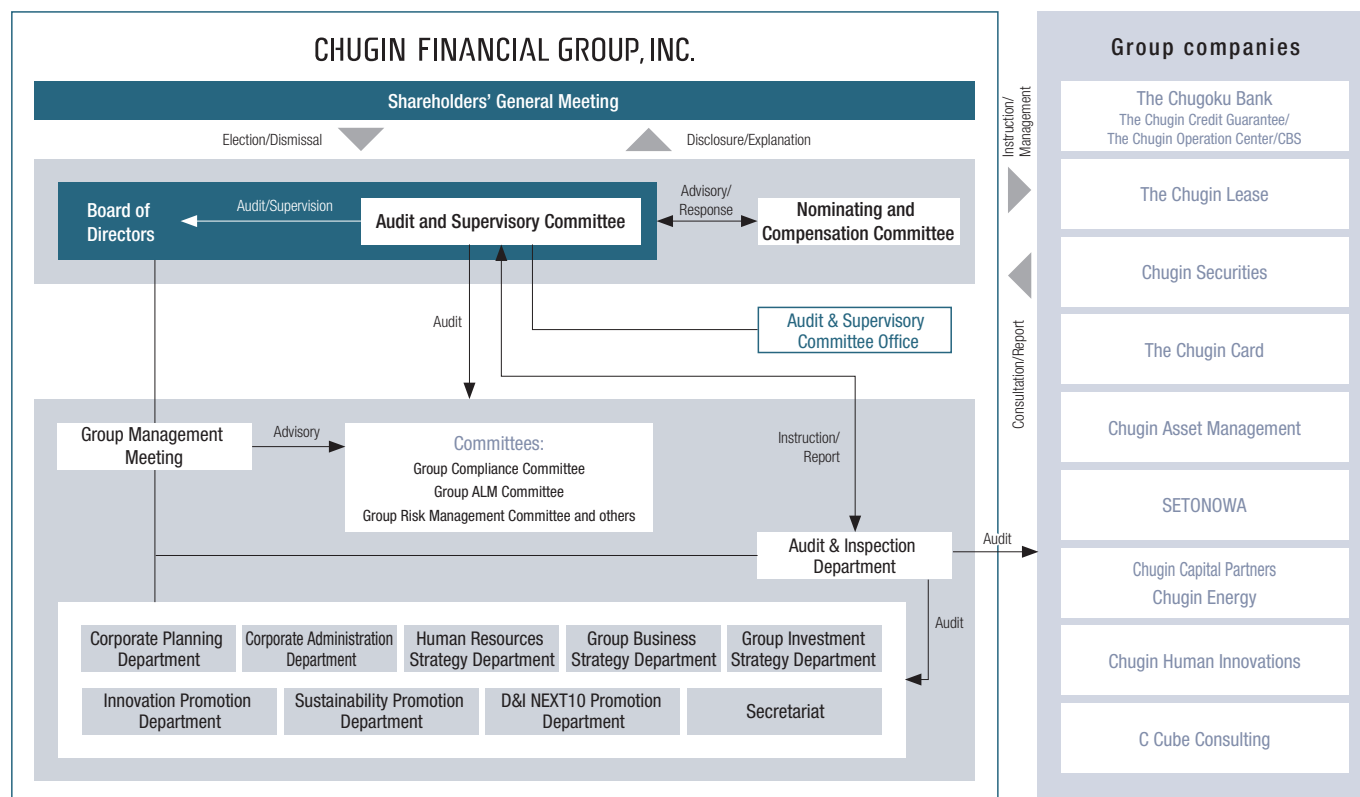 CHUGIN FINANCIAL GROUP, INC.
Shareholders' General Meeting
Election/Dismissal
Disclosure/Explanation
Board of
Directors
Audit/Supervision
Audit and Supervisory Committee
Advisory/
Response
Nominating and
Compensation Committee
Audit
Audit & Supervisory
Committee Office
Group Management
Meeting
Advisory
Committees:
Group Compliance Committee
Group ALM Committee
Group Risk Management Committee and others
Instruction/
Report
Audit & Inspection
Department
Audit
Audit
Corporate Planning
Department
Corporate Administration
Department
Human Resources
Strategy Department
Group Business
Strategy Department
Group Investment
Strategy Department
Innovation Promotion
Department
Sustainability Promotion
Department
D&I NEXT10 Promotion
Department
Secretariat
Instruction/
Management
Consultation/Report
Group companies
The Chugoku Bank
The Chugin Credit Guarantee/
The Chugin Operation Center/CBS
The Chugin Lease
Chugin Securities
The Chugin Card
Chugin Asset Management
SETONOWA
Chugin Capital Partners
Chugin Energy
Chugin Human Innovations
C Cube Consulting